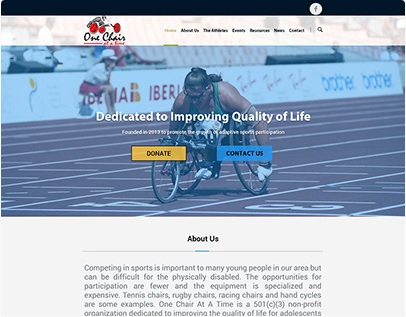 One Chair
at a Time
Home About Us The Athletes Events Resources News Contact
IBERIA IBERI
brother brother
Dedicated to Improving Quality of Life
Founded in 2013 to promote the growth of adaptive sports participation
DONATE CONTACT US
About Us
Competing in sports is important to many young people in our area but
can be difficult for the physically disabled. The opportunities for
participation are fewer and the equipment is specialized and
expensive. Tennis chairs, rugby chairs, racing chairs and hand cycles
are some examples. One Chair At A Time is a 501(c)(3) non-profit
organization dedicated to improving the quality of life for adolescents